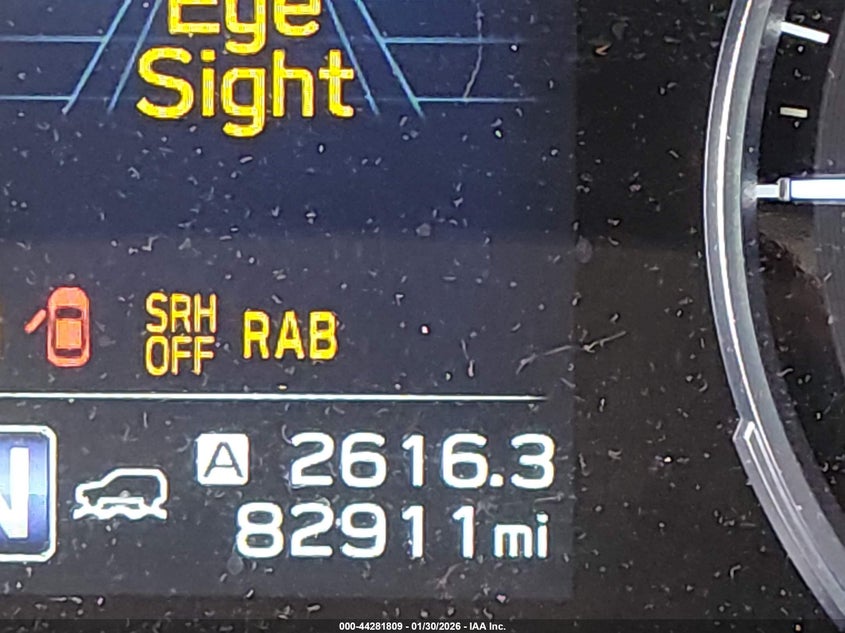 Eye
Sight
SRH
OFF
RAB
N
A 2616.3
82911mi
000-44281809 - 01/30/2026 - IAA Inc.